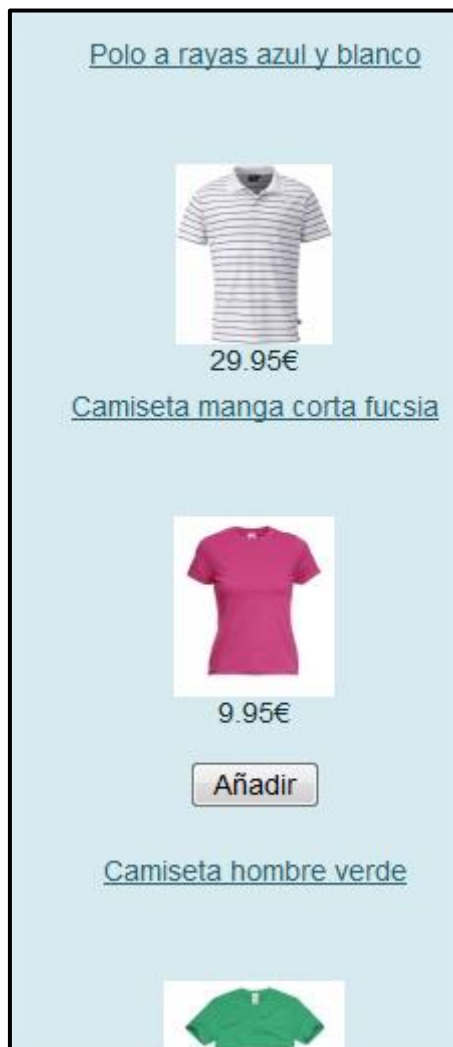 Polo a rayas azul y blanco
29.95€
Camiseta manga corta fucsia
9.95€
Añadir
Camiseta hombre verde